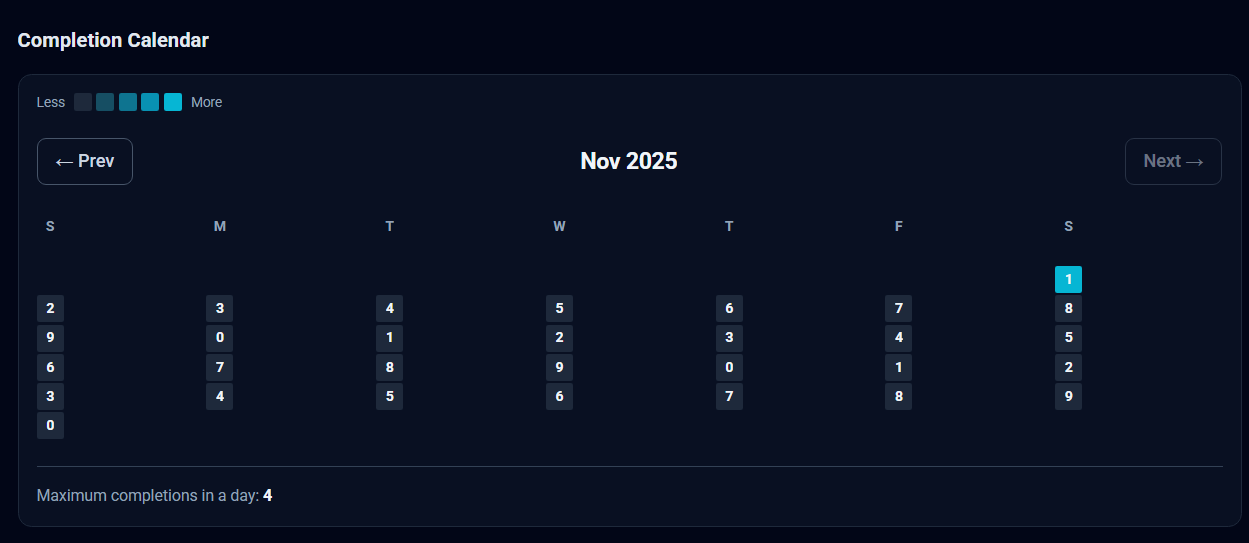 Completion Calendar
Less More
← Prev Nov 2025 Next →
S M T W T F S
1
2 3 4 5 6 7 8
9 0 1 2 3 4 5
6 7 8 9 0 1 2
3 4 5 6 7 8 9
0
Maximum completions in a day: 4